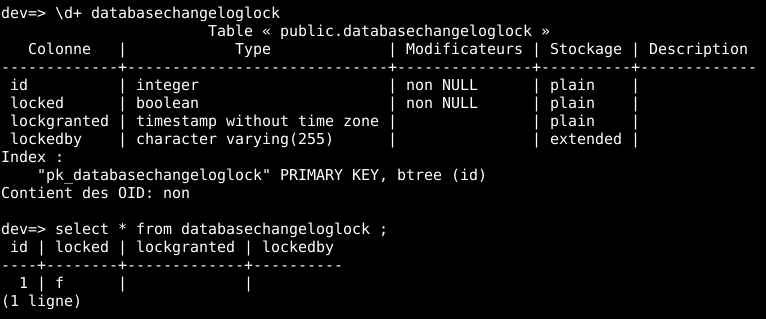 dev=> \d+ databasechangeloglock
                         Table « public.databasechangeloglock »
   Colonne   |            Type             | Modificateurs | Stockage | Description
-------------+-----------------------------+---------------+----------+-------------
 id          | integer                     | non NULL      | plain    |
 locked      | boolean                     | non NULL      | plain    |
 lockgranted | timestamp without time zone |               | plain    |
 lockedby    | character varying(255)      |               | extended |
Index :
    "pk_databasechangeloglock" PRIMARY KEY, btree (id)
Contient des OID: non

dev=> select * from databasechangeloglock ;
 id | locked | lockgranted | lockedby
----+--------+-------------+----------
  1 | f      |             |
(1 ligne)